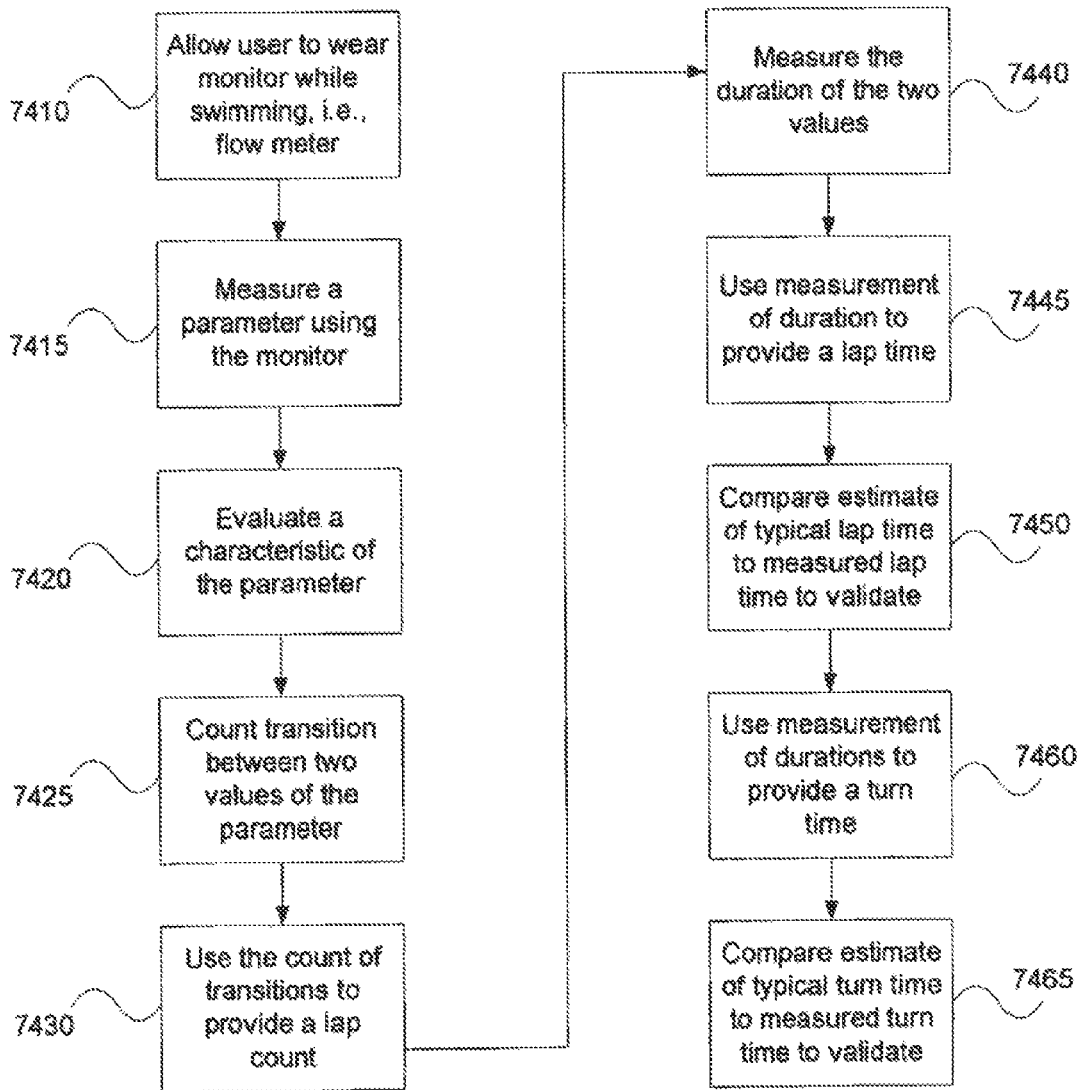 Allow user to wear
monitor while
swimming, i.e.,
flow meter
7410
Measure a
parameter using
the monitor
7415
Evaluate a
characteristic of
the parameter
7420
Count transition
between two
values of the
parameter
7425
Use the count of
transitions to
provide a lap
count
7430
Measure the
duration of the two
values
7440
Use measurement
of duration to
provide a lap time
7445
Compare estimate
of typical lap time
to measured lap
time to validate
7450
Use measurement
of durations to
provide a turn
time
7460
Compare estimate
of typical turn time
to measured turn
time to validate
7465